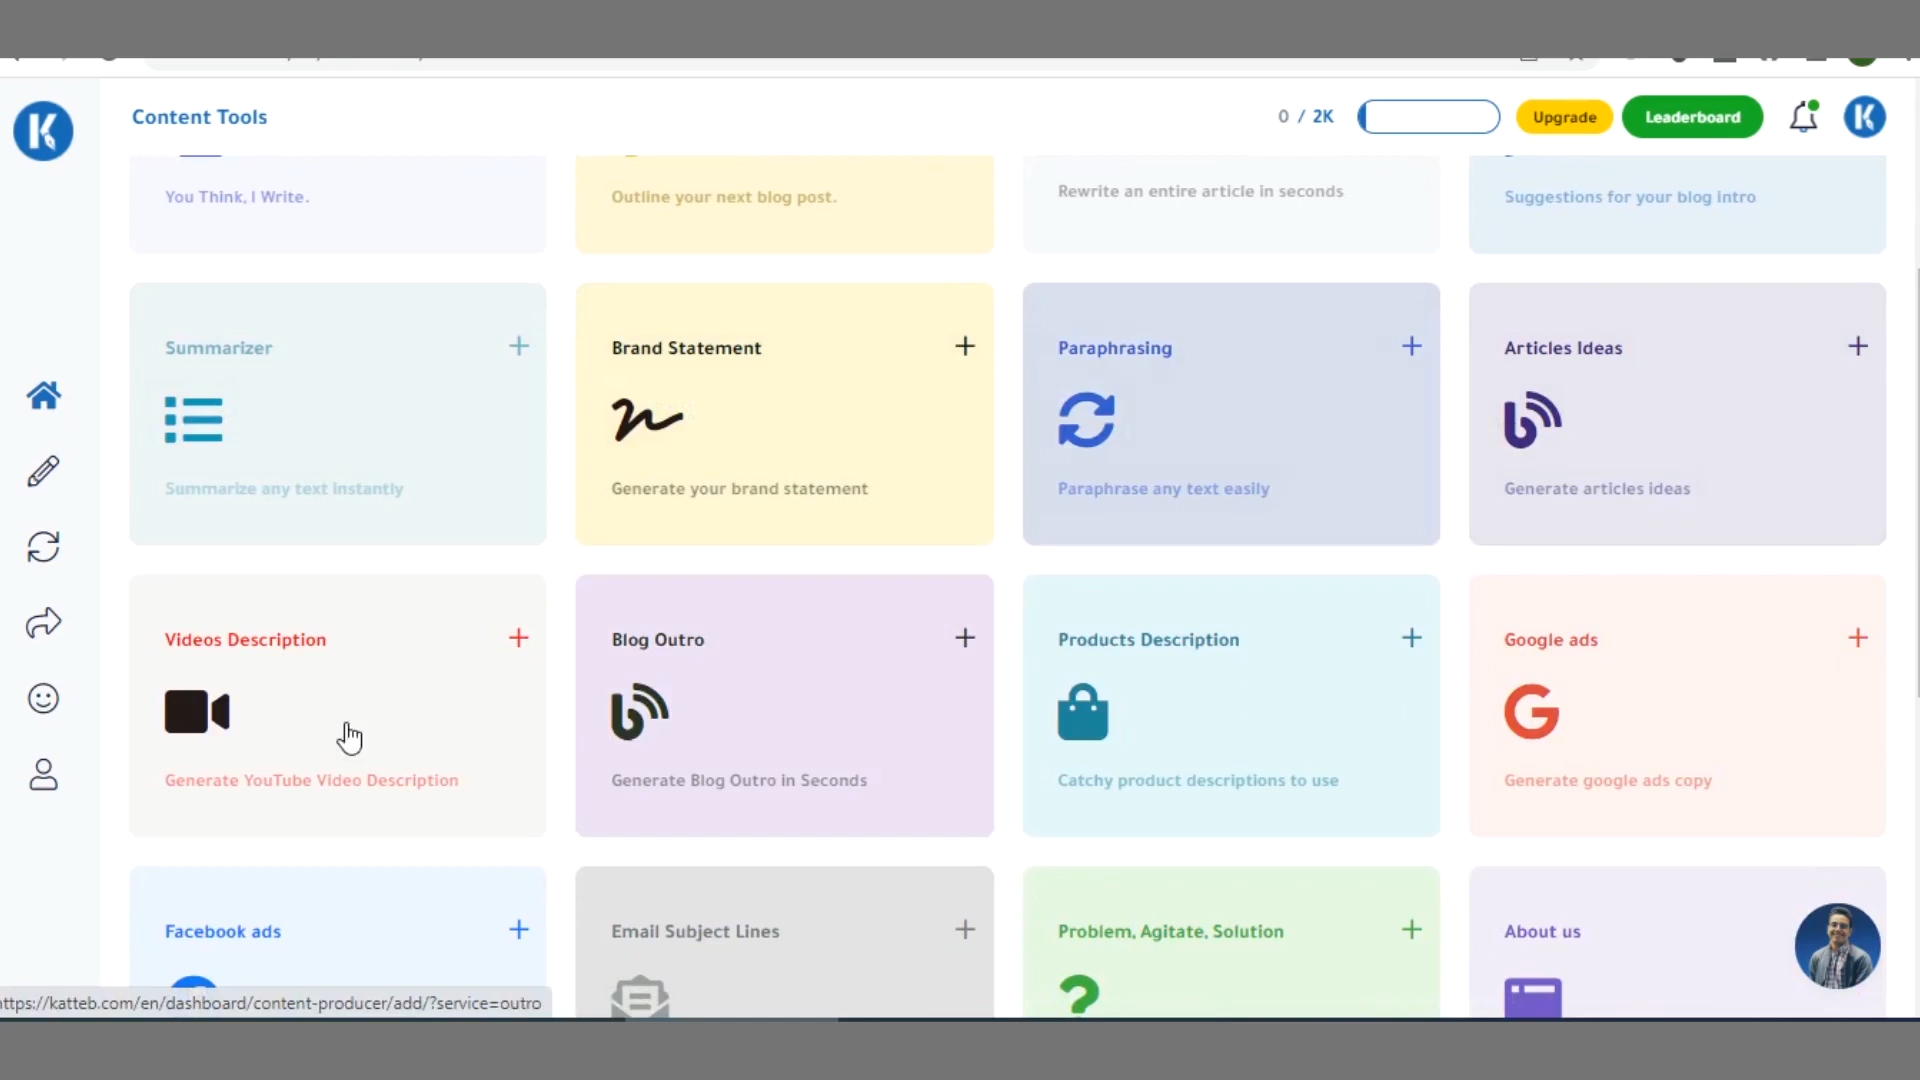 Content Tools
0 / 2K
Upgrade
Leaderboard
You Think, I Write.
Outline your next blog post.
Rewrite an entire article in seconds
Suggestions for your blog intro
Summarizer
Brand Statement
Paraphrasing
Articles Ideas
Summarize any text instantly
Generate your brand statement
Paraphrase any text easily
Generate articles ideas
Videos Description
Blog Outro
Products Description
Google ads
Generate YouTube Video Description
Generate Blog Outro in Seconds
Catchy product descriptions to use
Generate google ads copy
Facebook ads
Email Subject Lines
Problem, Agitate, Solution
About us
ttps://katteb.com/en/dashboard/content-producer/add/?service=outro